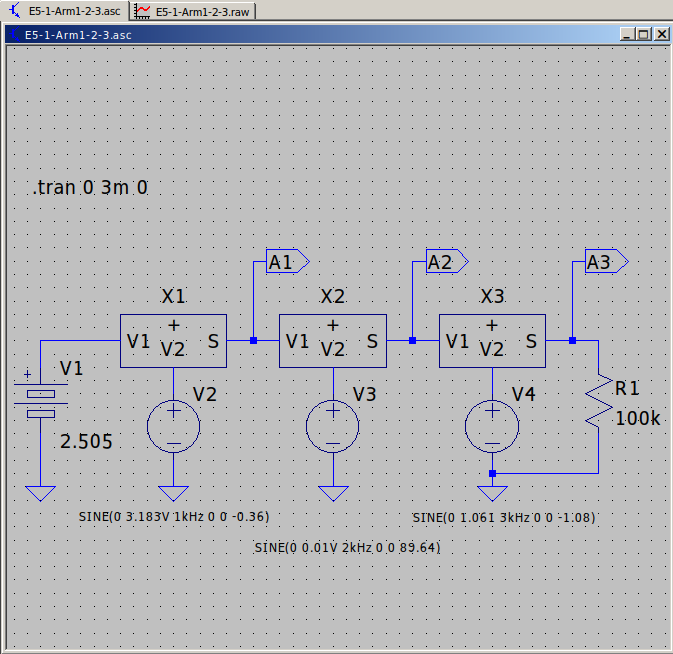 E5-1-Arm1-2-3.asc
E5-1-Arm1-2-3.raw
E5-1-Arm1-2-3.asc
.tran 0 3m 0
A1
A2
A3
X1
X2
X3
V1
+
V2
S
V1
+
V2
S
V1
+
V2
S
+
V1
2.505
V2
+
V3
+
V4
+
R1
100k
SINE(0 3.183V 1kHz 0 0 -0.36)
SINE(0 1.061 3kHz 0 0 -1.08)
SINE(0 0.01V 2kHz 0 0 89.64)